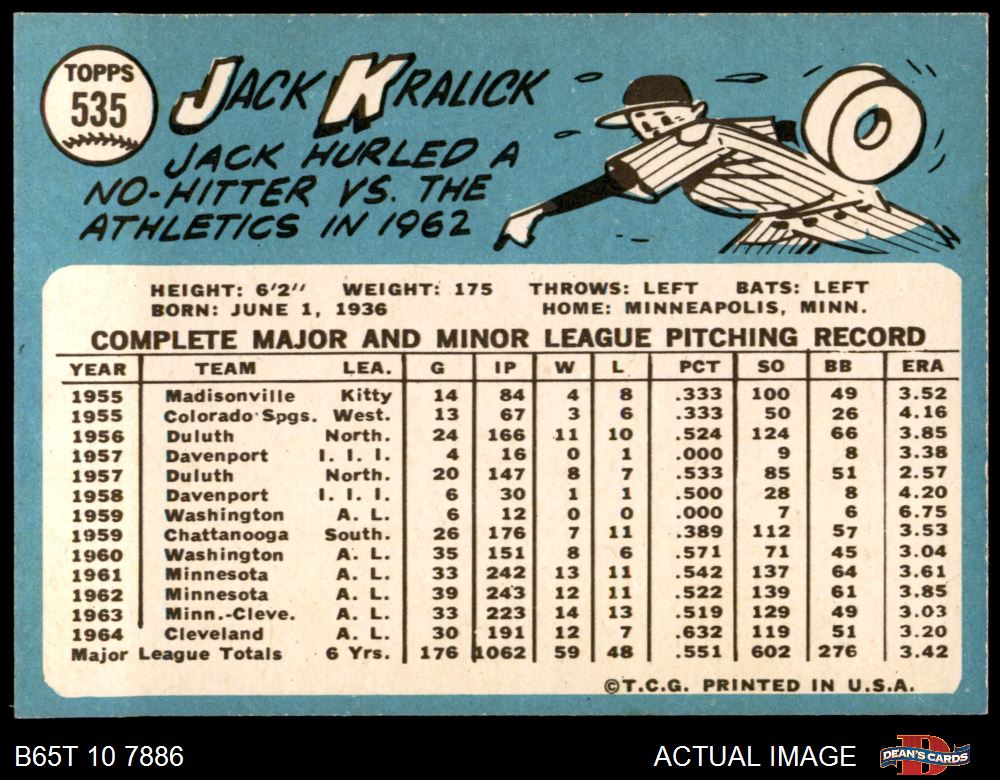 TOPPS
535
JACK KRALICK
JACK HURLED A
NO-HITTER VS. THE
ATHLETICS IN 1962
0
HEIGHT: 6'2" WEIGHT: 175 THROWS: LEFT BATS: LEFT
BORN: JUNE 1, 1936 HOME: MINNEAPOLIS, MINN.
COMPLETE MAJOR AND MINOR LEAGUE PITCHING RECORD
YEAR TEAM LEA. G IP W L PCT SO BB ERA
1955 Madisonville Kitty 14 84 4 8 .333 100 49 3.52
1955 Colorado Spgs. West. 13 67 3 6 .333 50 26 4.16
1956 Duluth North. 24 166 11 10 .524 124 66 3.85
1957 Davenport I. I. I. 4 16 0 1 .000 9 8 3.38
1957 Duluth North. 20 147 8 7 .533 85 51 2.57
1958 Davenport I. I. I. 6 30 1 1 .500 28 8 4.20
1959 Washington A. L. 6 12 0 0 .000 7 6 6.75
1959 Chattanooga South. 26 176 7 11 .389 112 57 3.53
1960 Washington A. L. 35 151 8 6 .571 71 45 3.04
1961 Minnesota A. L. 33 242 13 11 .542 137 64 3.61
1962 Minnesota A. L. 39 243 12 11 .522 139 61 3.85
1963 Minn.-Cleve. A. L. 33 223 14 13 .519 129 49 3.03
1964 Cleveland A. L. 30 191 12 7 .632 119 51 3.20
Major League Totals 6 Yrs. 176 1062 59 48 .551 602 276 3.42
©T.C.G. PRINTED IN U.S.A.
B65T 10 7886 ACTUAL IMAGE DEAN'S CARDS